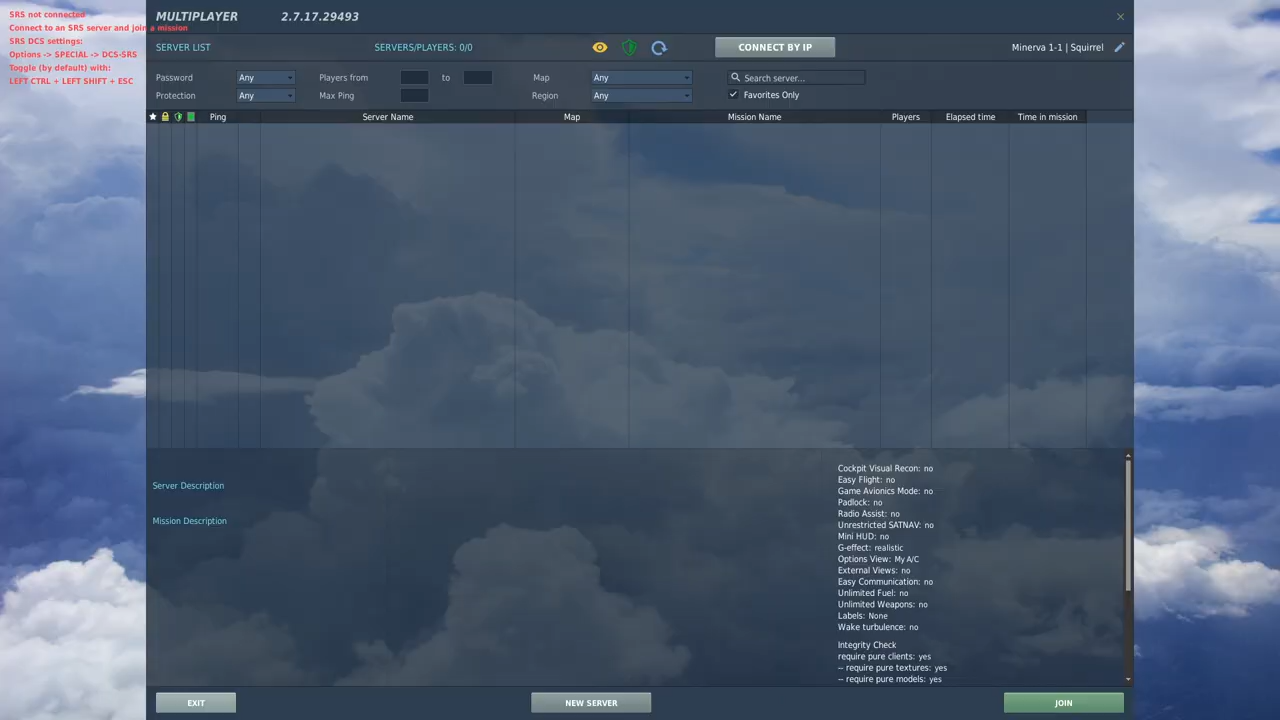 SRS not connected
Connect to an SRS server and join a mission
SRS DCS settings:
Options -> SPECIAL -> DCS-SRS
Toggle (by default) with:
LEFT CTRL + LEFT SHIFT + ESC
MULTIPLAYER 2.7.17.29493
SERVER LIST SERVERS/PLAYERS: 0/0 CONNECT BY IP Minerva 1-1 | Squirrel
Password Any Players from to Map Any Search server...
Protection Any Max Ping Region Any Favorites Only
Ping Server Name Map Mission Name Players Elapsed time Time in mission
Cockpit Visual Recon: no
Easy Flight: no
Server Description
Game Avionics Mode: no
Padlock: no
Radio Assist: no
Mission Description
Unrestricted SATNAV: no
Mini HUD: no
G-effect: realistic
Options View: My A/C
External Views: no
Easy Communication: no
Unlimited Fuel: no
Unlimited Weapons: no
Labels: None
Wake turbulence: no
Integrity Check
require pure clients: yes
-- require pure textures: yes
-- require pure models: yes
EXIT NEW SERVER JOIN